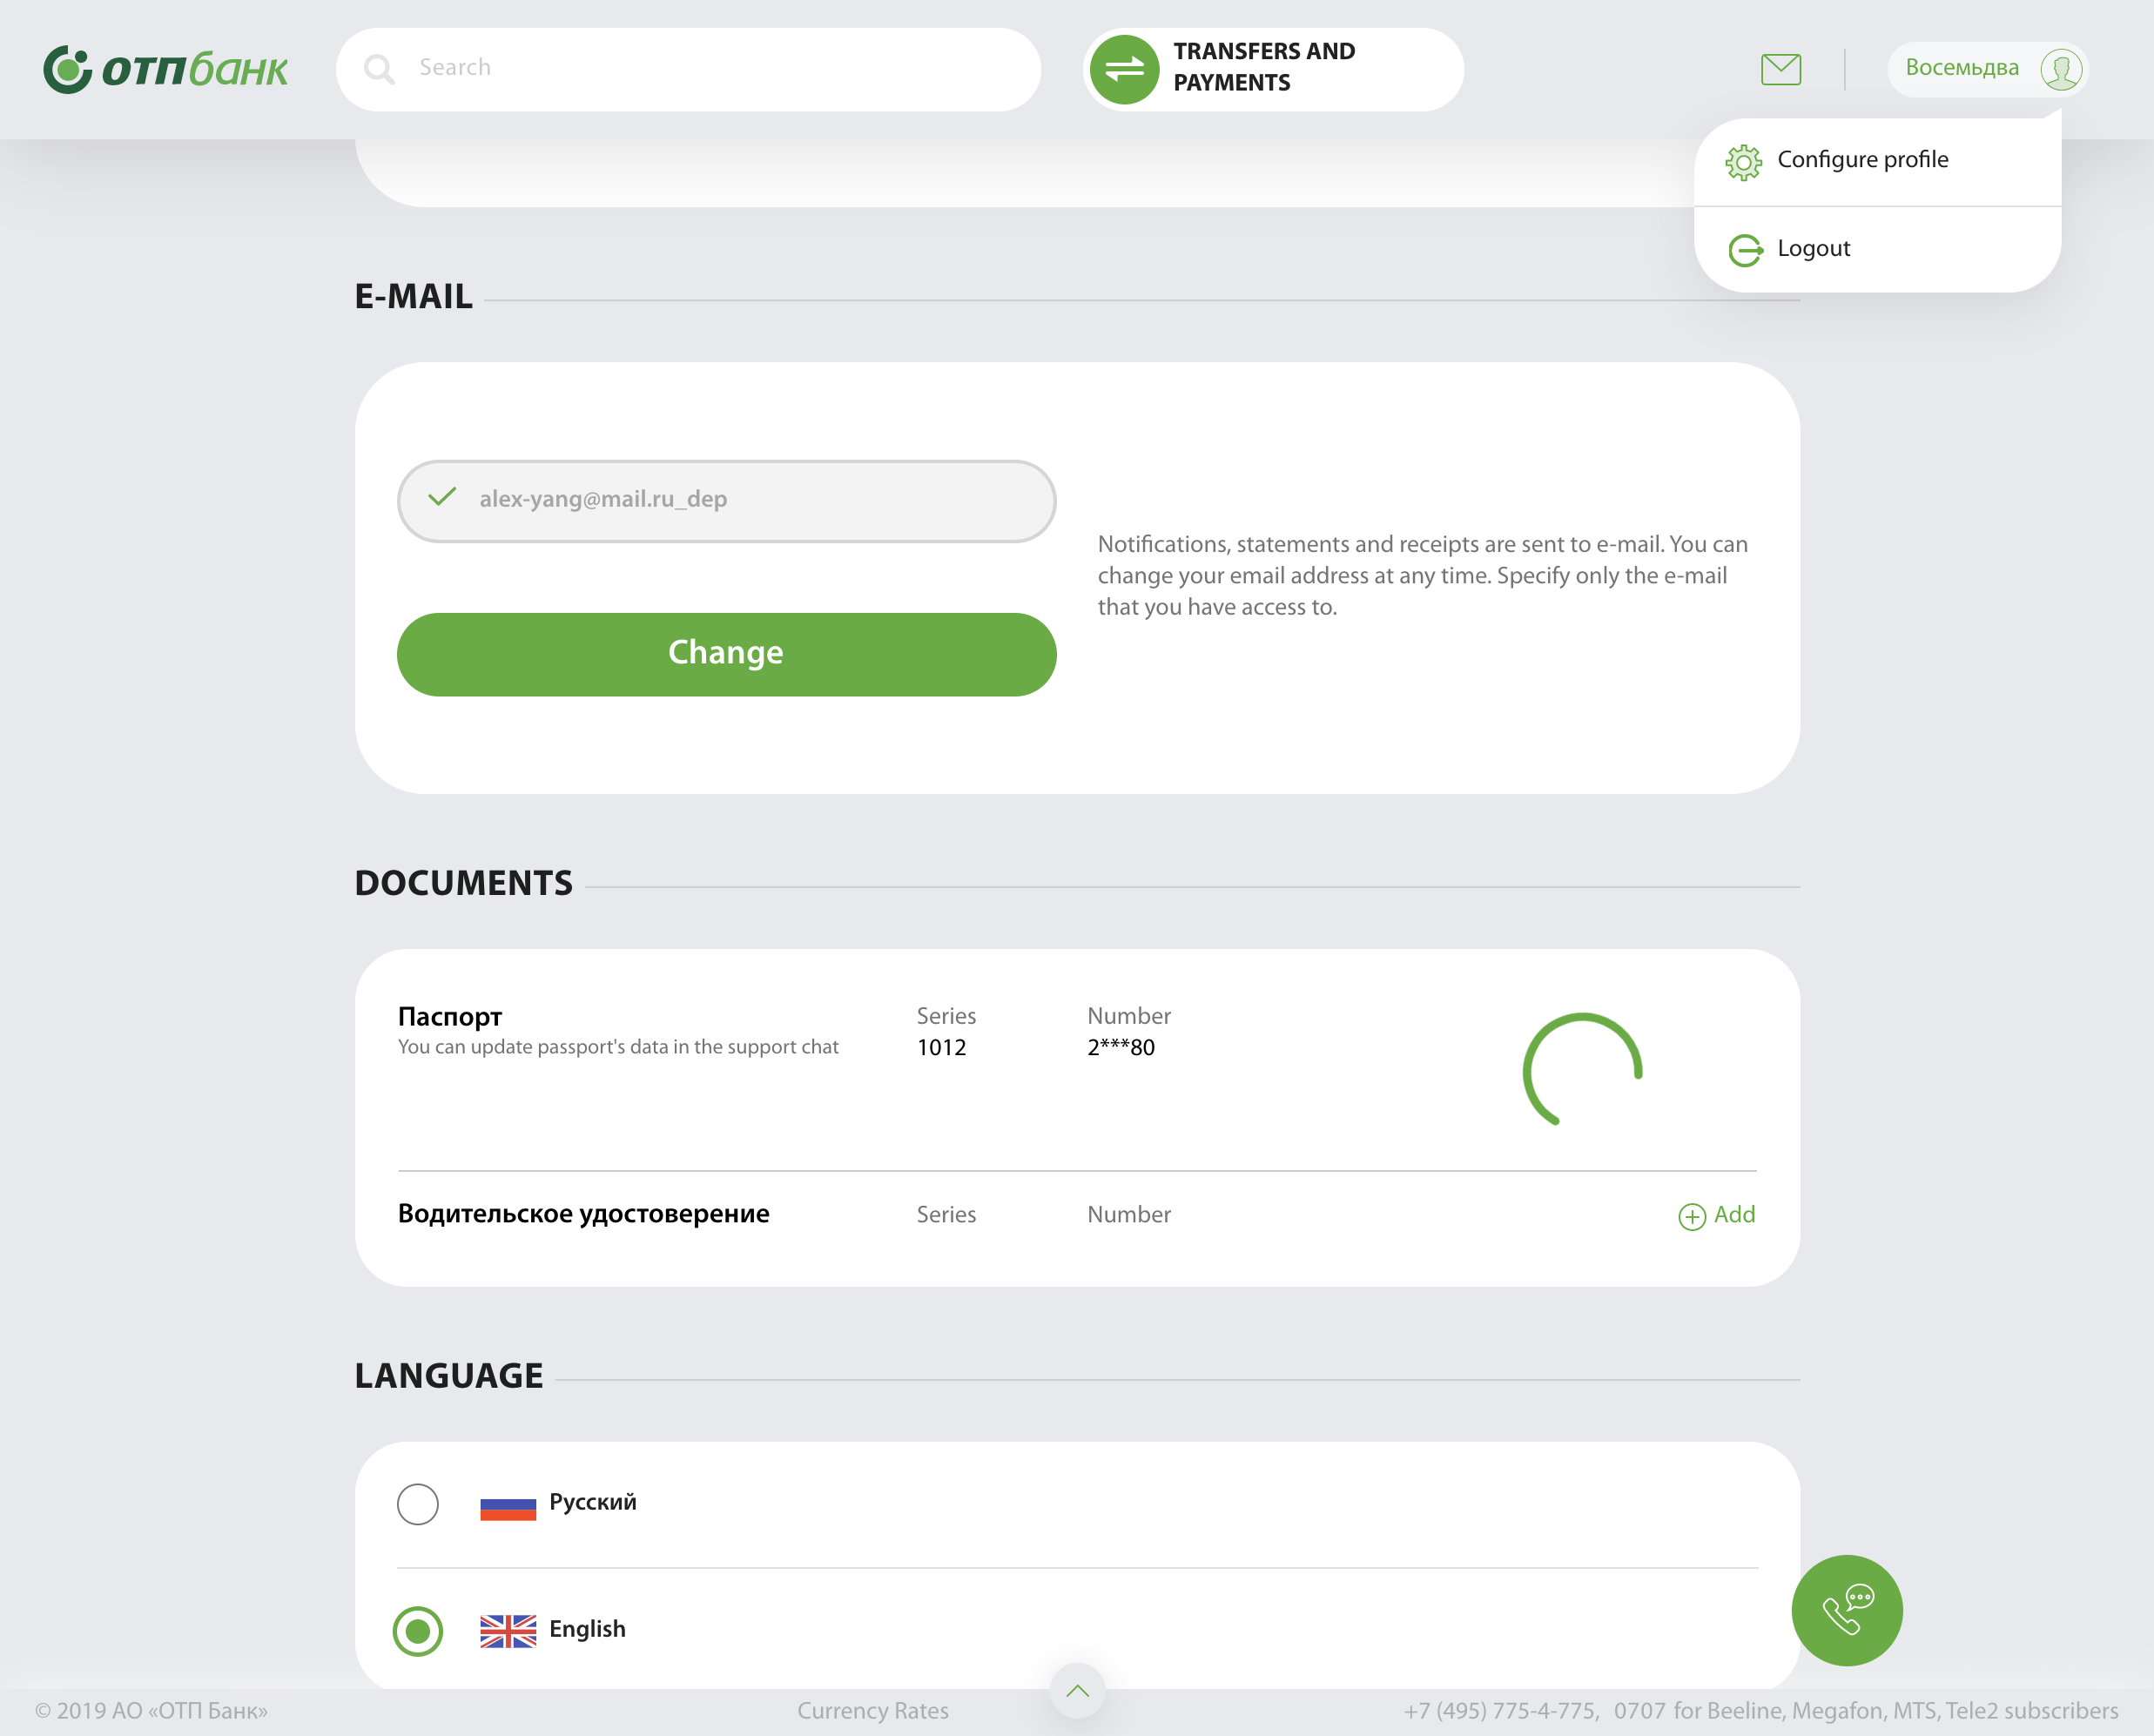 ОТПбанк
Search
TRANSFERS AND
PAYMENTS
Восемьдва
Configure profile
Logout
E-MAIL
alex-yang@mail.ru_dep
Change
Notifications, statements and receipts are sent to e-mail. You can
change your email address at any time. Specify only the e-mail
that you have access to.
DOCUMENTS
Паспорт
You can update passport's data in the support chat
Series
1012
Number
2***80
Водительское удостоверение
Series
Number
Add
LANGUAGE
Русский
English
© 2019 АО «ОТП Банк»
Currency Rates
+7 (495) 775-4-775, 0707 for Beeline, Megafon, MTS, Tele2 subscribers